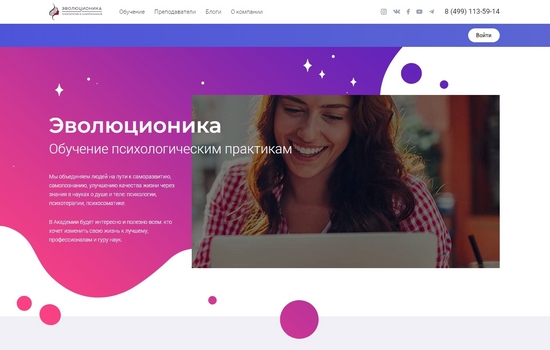 ЭВОЛЮЦИОНИКА
Обучение Преподаватели Блоги О компании
8 (499) 113-59-14
Войти
Эволюционика
Обучение психологическим практикам
Мы объединяем людей на пути к саморазвитию,
самопознанию, улучшению качества жизни через
знания в науках о душе и теле: психологии,
психотерапии, психосоматике.
В Академии будет интересно и полезно всем: кто
хочет изменить свою жизнь к лучшему,
профессионалам и гуру наук.